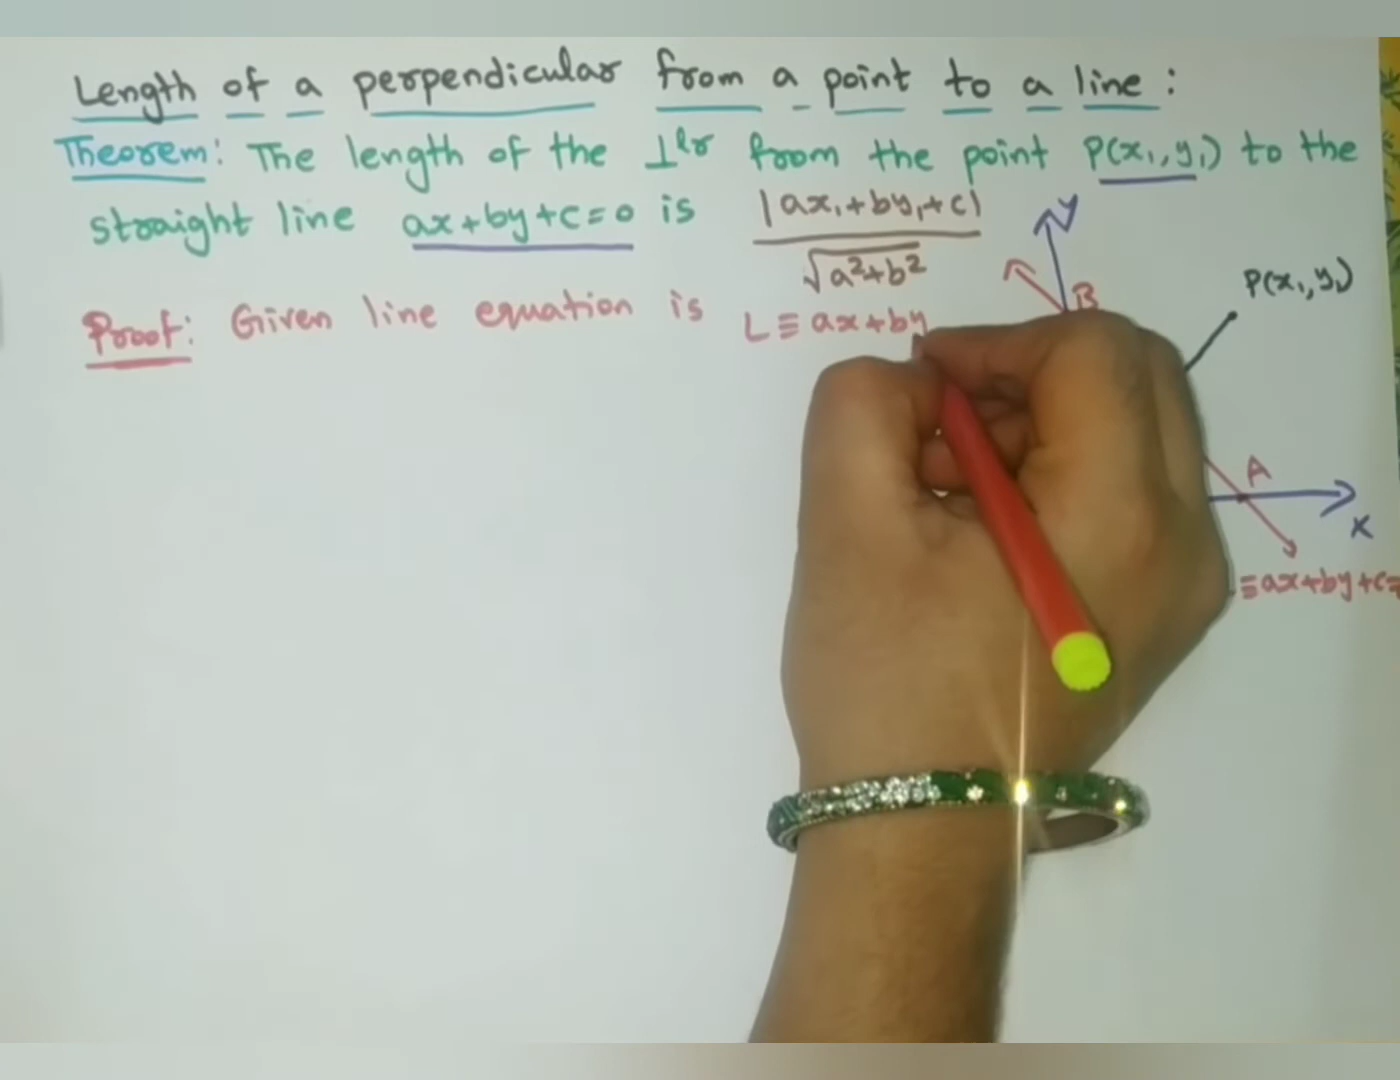 Length of a perpendicular from a point to a line :
Theorem: The length of the ⊥lr from the point P(x₁, y₁) to the
straight line ax+by+c=0 is |ax₁+by₁+c| / √a²+b²
Proof: Given line equation is L ≡ ax+by
Y
B
P(x₁, y₁)
A
X
≡ax+by+c=